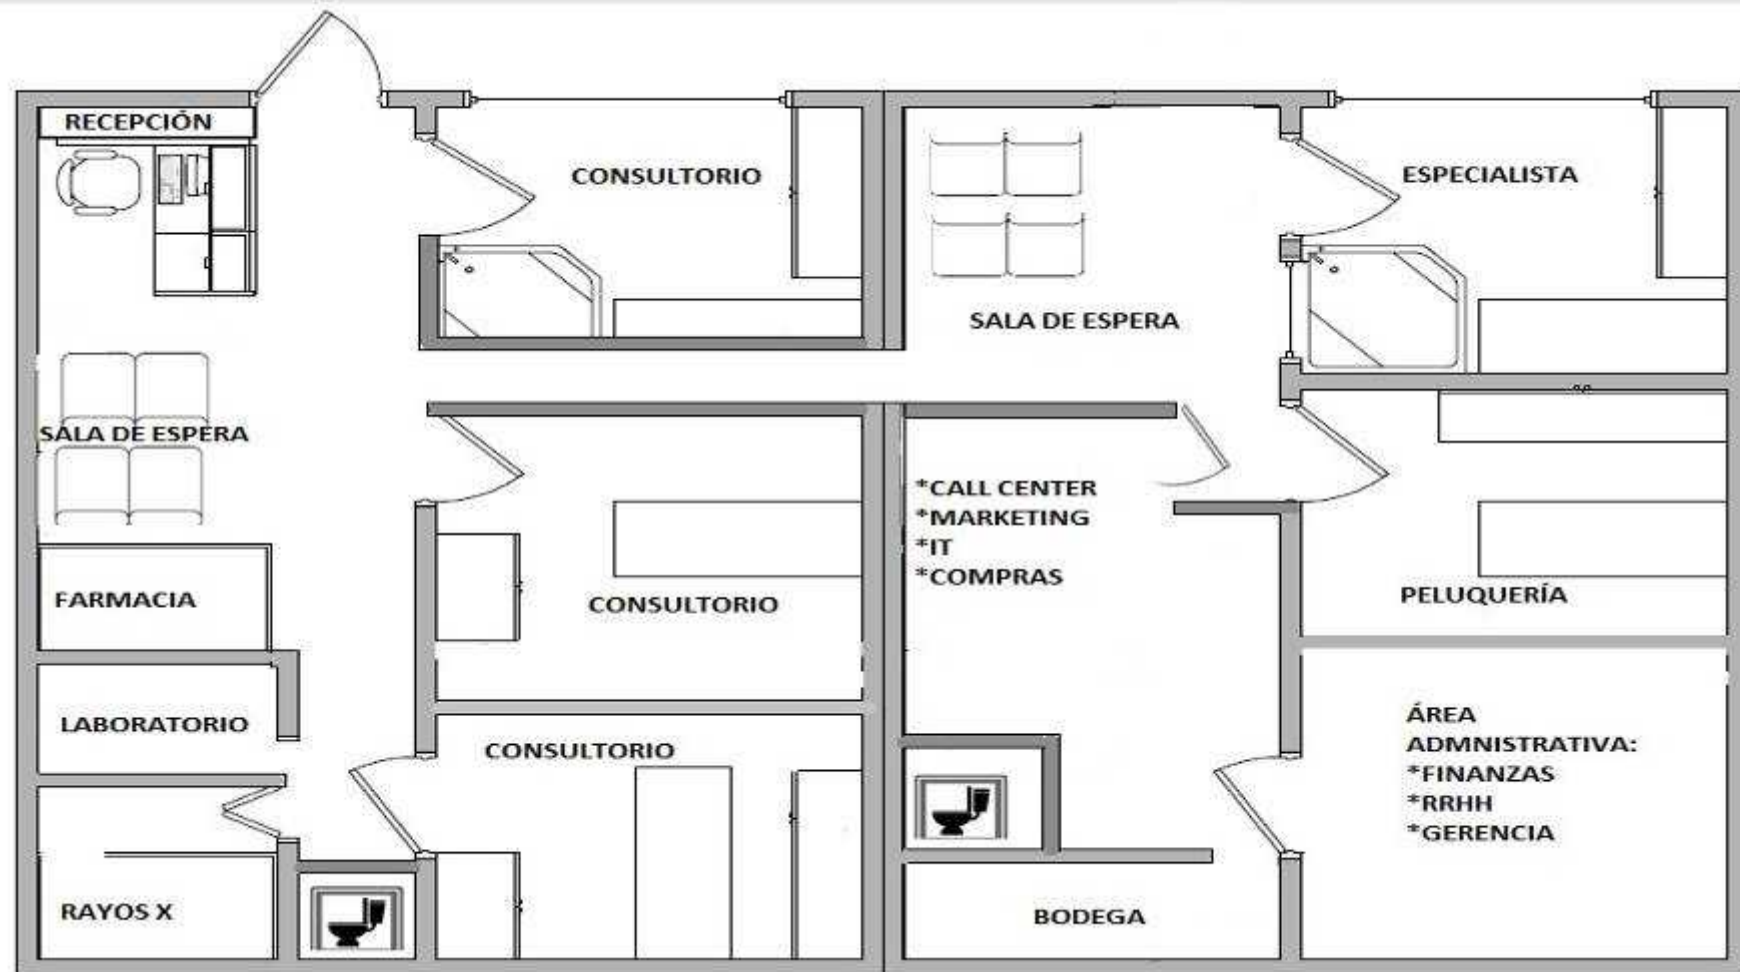 RECEPCIÓN
CONSULTORIO
ESPECIALISTA
SALA DE ESPERA
SALA DE ESPERA
*CALL CENTER
*MARKETING
*IT
*COMPRAS
FARMACIA
CONSULTORIO
PELUQUERÍA
LABORATORIO
CONSULTORIO
ÁREA
ADMNISTRATIVA:
*FINANZAS
*RRHH
*GERENCIA
RAYOS X
BODEGA